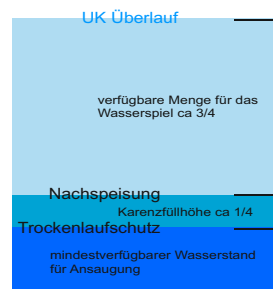 UK Überlauf
verfügbare Menge für das
Wasserspiel ca 3/4
Nachspeisung
Karenzfüllhöhe ca 1/4
Trockenlaufschutz
mindestverfügbarer Wasserstand
für Ansaugung